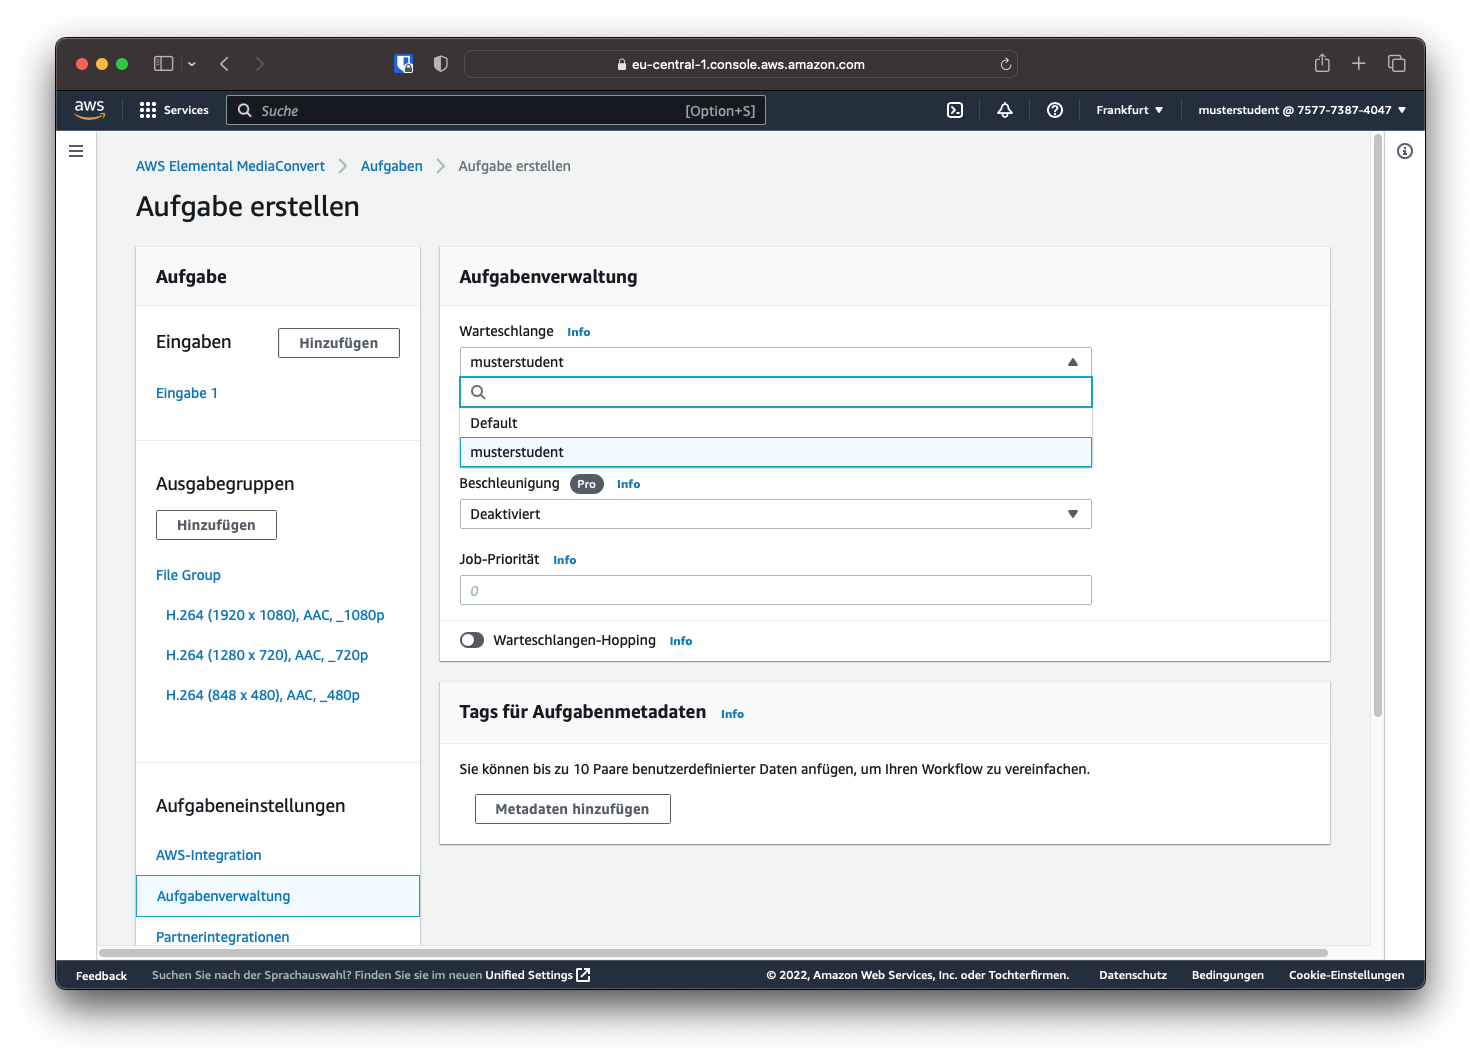 eu-central-1.console.aws.amazon.com
aws
Services
Suche
[Option+S]
Frankfurt
musterstudent @ 7577-7387-4047
AWS Elemental MediaConvert
Aufgaben
Aufgabe erstellen
Aufgabe erstellen
Aufgabe
Eingaben
Hinzufügen
Eingabe 1
Ausgabegruppen
Hinzufügen
File Group
H.264 (1920 x 1080), AAC, _1080p
H.264 (1280 x 720), AAC, _720p
H.264 (848 x 480), AAC, _480p
Aufgabeneinstellungen
AWS-Integration
Aufgabenverwaltung
Partnerintegrationen
Aufgabenverwaltung
Warteschlange Info
musterstudent
Default
musterstudent
Beschleunigung Pro Info
Deaktiviert
Job-Priorität Info
0
Warteschlangen-Hopping Info
Tags für Aufgabenmetadaten Info
Sie können bis zu 10 Paare benutzerdefinierter Daten anfügen, um Ihren Workflow zu vereinfachen.
Metadaten hinzufügen
Feedback
Suchen Sie nach der Sprachauswahl? Finden Sie sie im neuen Unified Settings
© 2022, Amazon Web Services, Inc. oder Tochterfirmen.
Datenschutz
Bedingungen
Cookie-Einstellungen